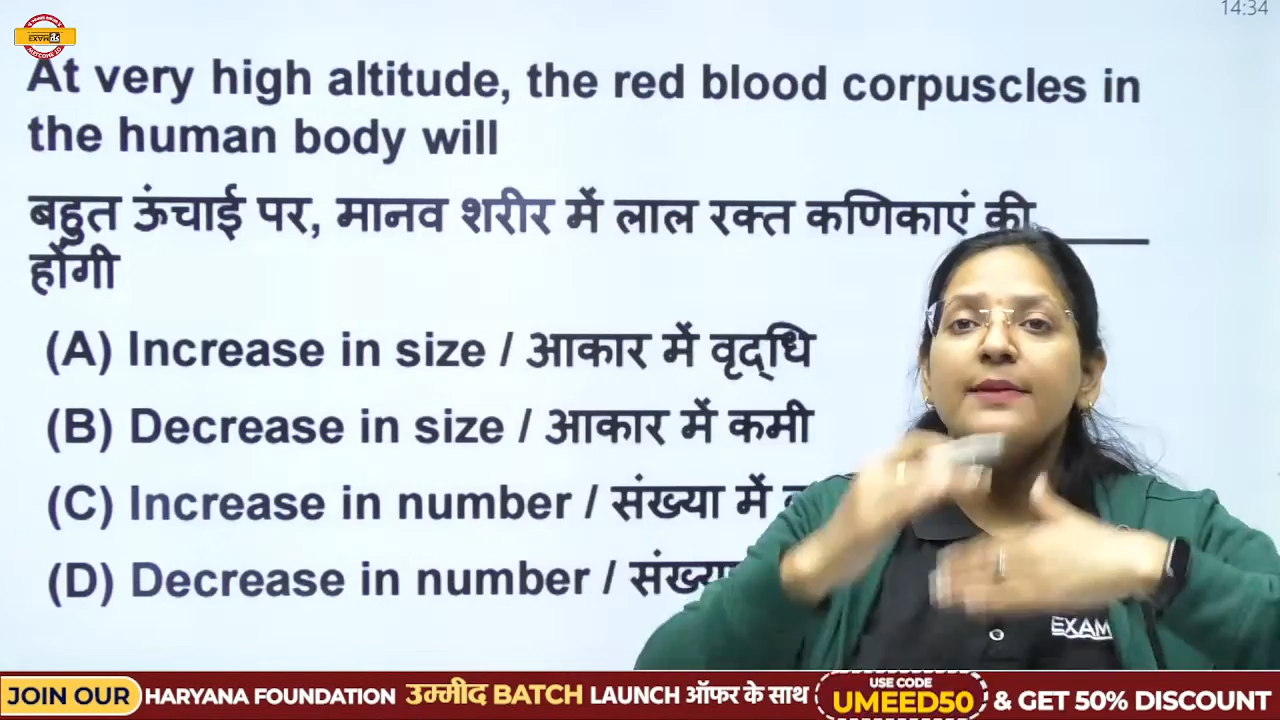 14:34
At very high altitude, the red blood corpuscles in
the human body will
बहुत ऊंचाई पर, मानव शरीर में लाल रक्त कणिकाएं की ____
होंगी
(A) Increase in size / आकार में वृद्धि
(B) Decrease in size / आकार में कमी
(C) Increase in number / संख्या में
(D) Decrease in number / संख्या
EXAM
JOIN OUR HARYANA FOUNDATION उम्मीद BATCH LAUNCH ऑफर के साथ USE CODE UMEED50 & GET 50% DISCOUNT